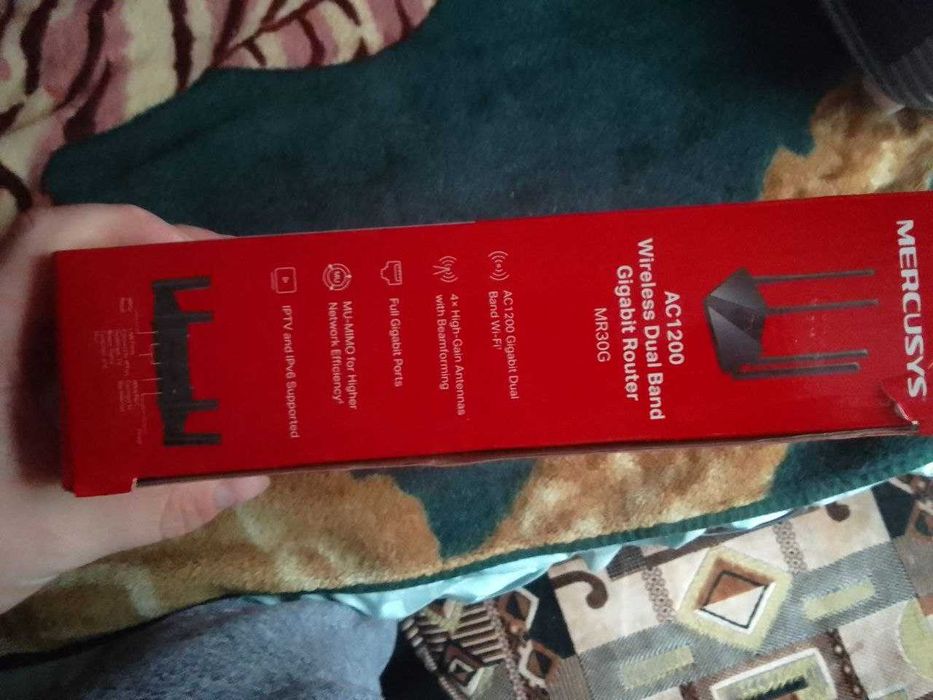 MERCUSYS
AC1200
Wireless Dual Band
Gigabit Router
MR30G
AC1200 Gigabit Dual
Band Wi-Fi
4× High-Gain Antennas
with Beamforming
Full Gigabit Ports
MU-MIMO for Higher
Network Efficiency
IPTV and IPv6 Supported